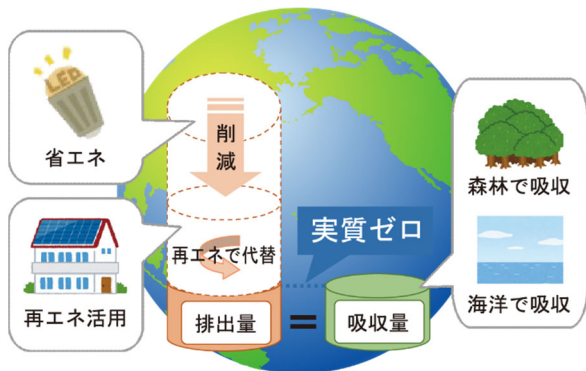 LED
省エネ
削
減
再エネで代替
再エネ活用
排出量
=
吸収量
実質ゼロ
森林で吸収
海洋で吸収